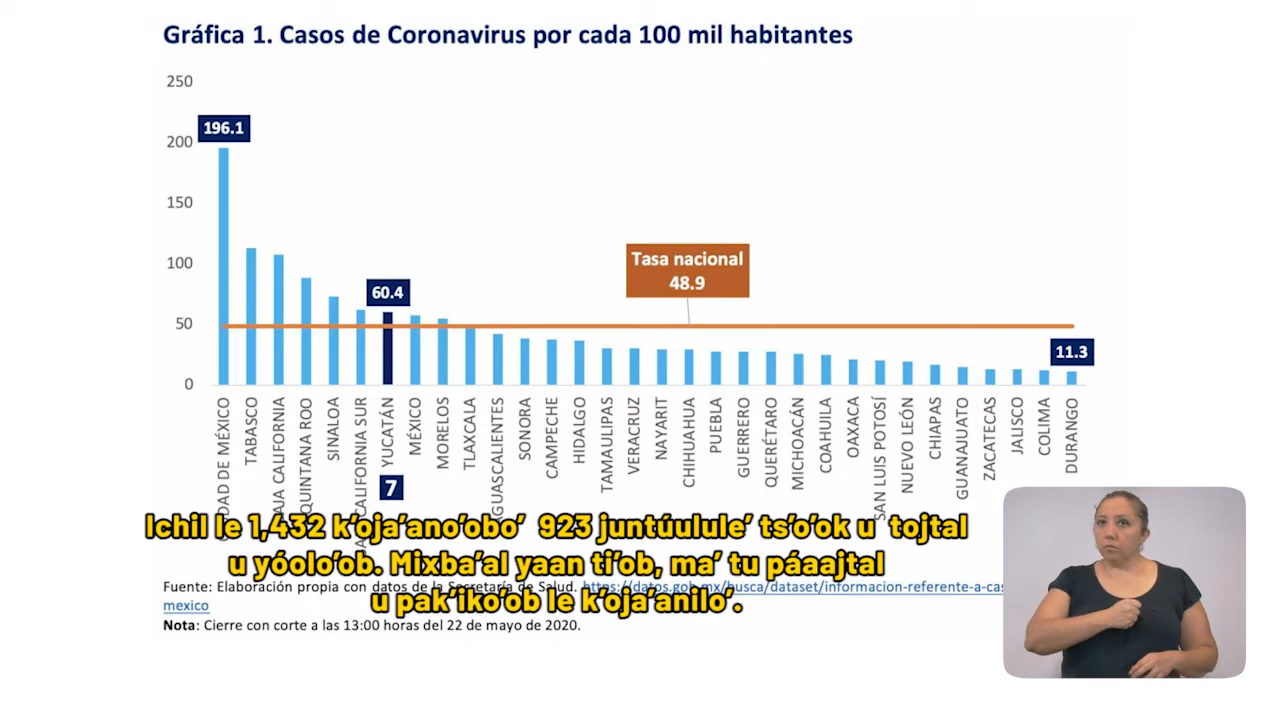 Gráfica 1. Casos de Coronavirus por cada 100 mil habitantes
250
200
150
100
50
0
196.1
60.4
Tasa nacional
48.9
11.3
DAD DE MÉXICO
TABASCO
AJA CALIFORNIA
QUINTANA ROO
SINALOA
CALIFORNIA SUR
YUCATÁN
MÉXICO
MORELOS
TLAXCALA
GUASCALIENTES
SONORA
CAMPECHE
HIDALGO
TAMAULIPAS
VERACRUZ
NAYARIT
CHIHUAHUA
PUEBLA
GUERRERO
QUERÉTARO
MICHOACÁN
COAHUILA
OAXACA
SAN LUIS POTOSÍ
NUEVO LEÓN
CHIAPAS
GUANAJUATO
ZACATECAS
JALISCO
COLIMA
DURANGO
7
Ichil le 1,432 k'oja'ano'obo' 923 juntúulule' ts'o'ok u tojtal
u yóolo'ob. Mixba'al yaan ti'ob, ma' tu páaajtal
u pak'iko'ob le k'oja'anilo'.
Fuente: Elaboración propia con datos de la Secretaría de Salud. https://datos.gob.mx/busca/dataset/informacion-referente-a-cas
mexico
Nota: Cierre con corte a las 13:00 horas del 22 de mayo de 2020.